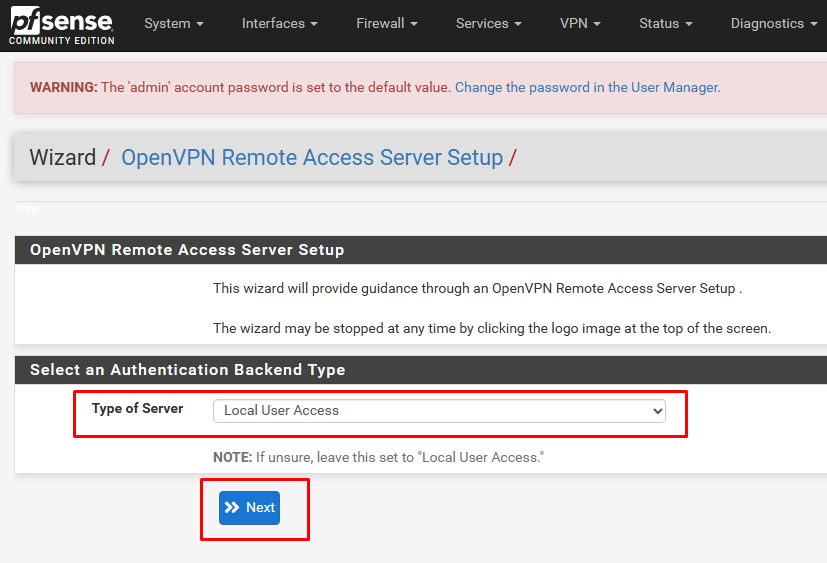 pfsense
COMMUNITY EDITION
System Interfaces Firewall Services VPN Status Diagnostics
WARNING: The 'admin' account password is set to the default value. Change the password in the User Manager.
Wizard / OpenVPN Remote Access Server Setup /
Step
OpenVPN Remote Access Server Setup
This wizard will provide guidance through an OpenVPN Remote Access Server Setup .
The wizard may be stopped at any time by clicking the logo image at the top of the screen.
Select an Authentication Backend Type
Type of Server Local User Access
NOTE: If unsure, leave this set to "Local User Access."
Next